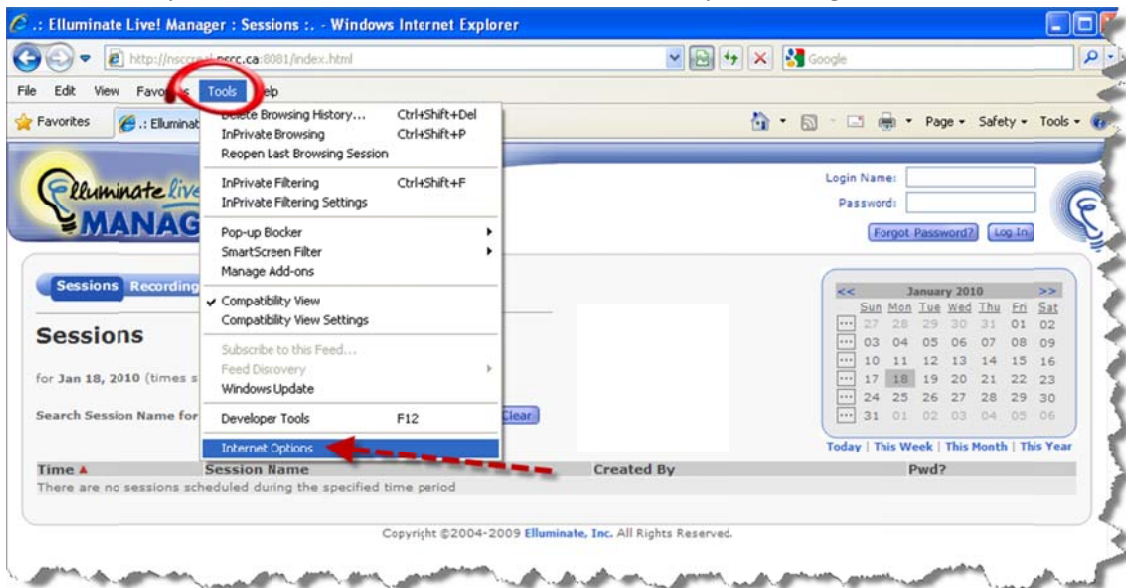 .: Elluminate Live! Manager : Sessions :. - Windows Internet Explorer
.ca:8081/index.html
Google
File Edit View Tools
Favorites .: Elluminat Page Safety Tools
Delete Browsing History... Ctrl+Shift+Del
InPrivate Browsing Ctrl+Shift+P
Reopen Last Browsing Session
InPrivate Filtering Ctrl+Shift+F
InPrivate Filtering Settings
Pop-up Bocker
SmartScreen Filter
Manage Add-ons
Compatibility View
Compatibility View Settings
Subscribe to this Feed...
Feed Discovery
Windows Update
Developer Tools F12
Internet Options
Elluminate Live
MANAG
Login Name:
Password:
Forgot Password? Log In
Sessions Recording
Sessions
for Jan 18, 2010 (times s
Search Session Name for Clear
<< January 2010 >>
Sun Mon Tue Wed Thu Fri Sat
... 27 28 29 30 31 01 02
... 03 04 05 06 07 08 09
... 10 11 12 13 14 15 16
... 17 18 19 20 21 22 23
... 24 25 26 27 28 29 30
... 31 01 02 03 04 05 06
Today | This Week | This Month | This Year
Time Session Name Created By Pwd?
There are no sessions scheduled during the specified time period
Copyright ©2004-2009 Elluminate, Inc. All Rights Reserved.